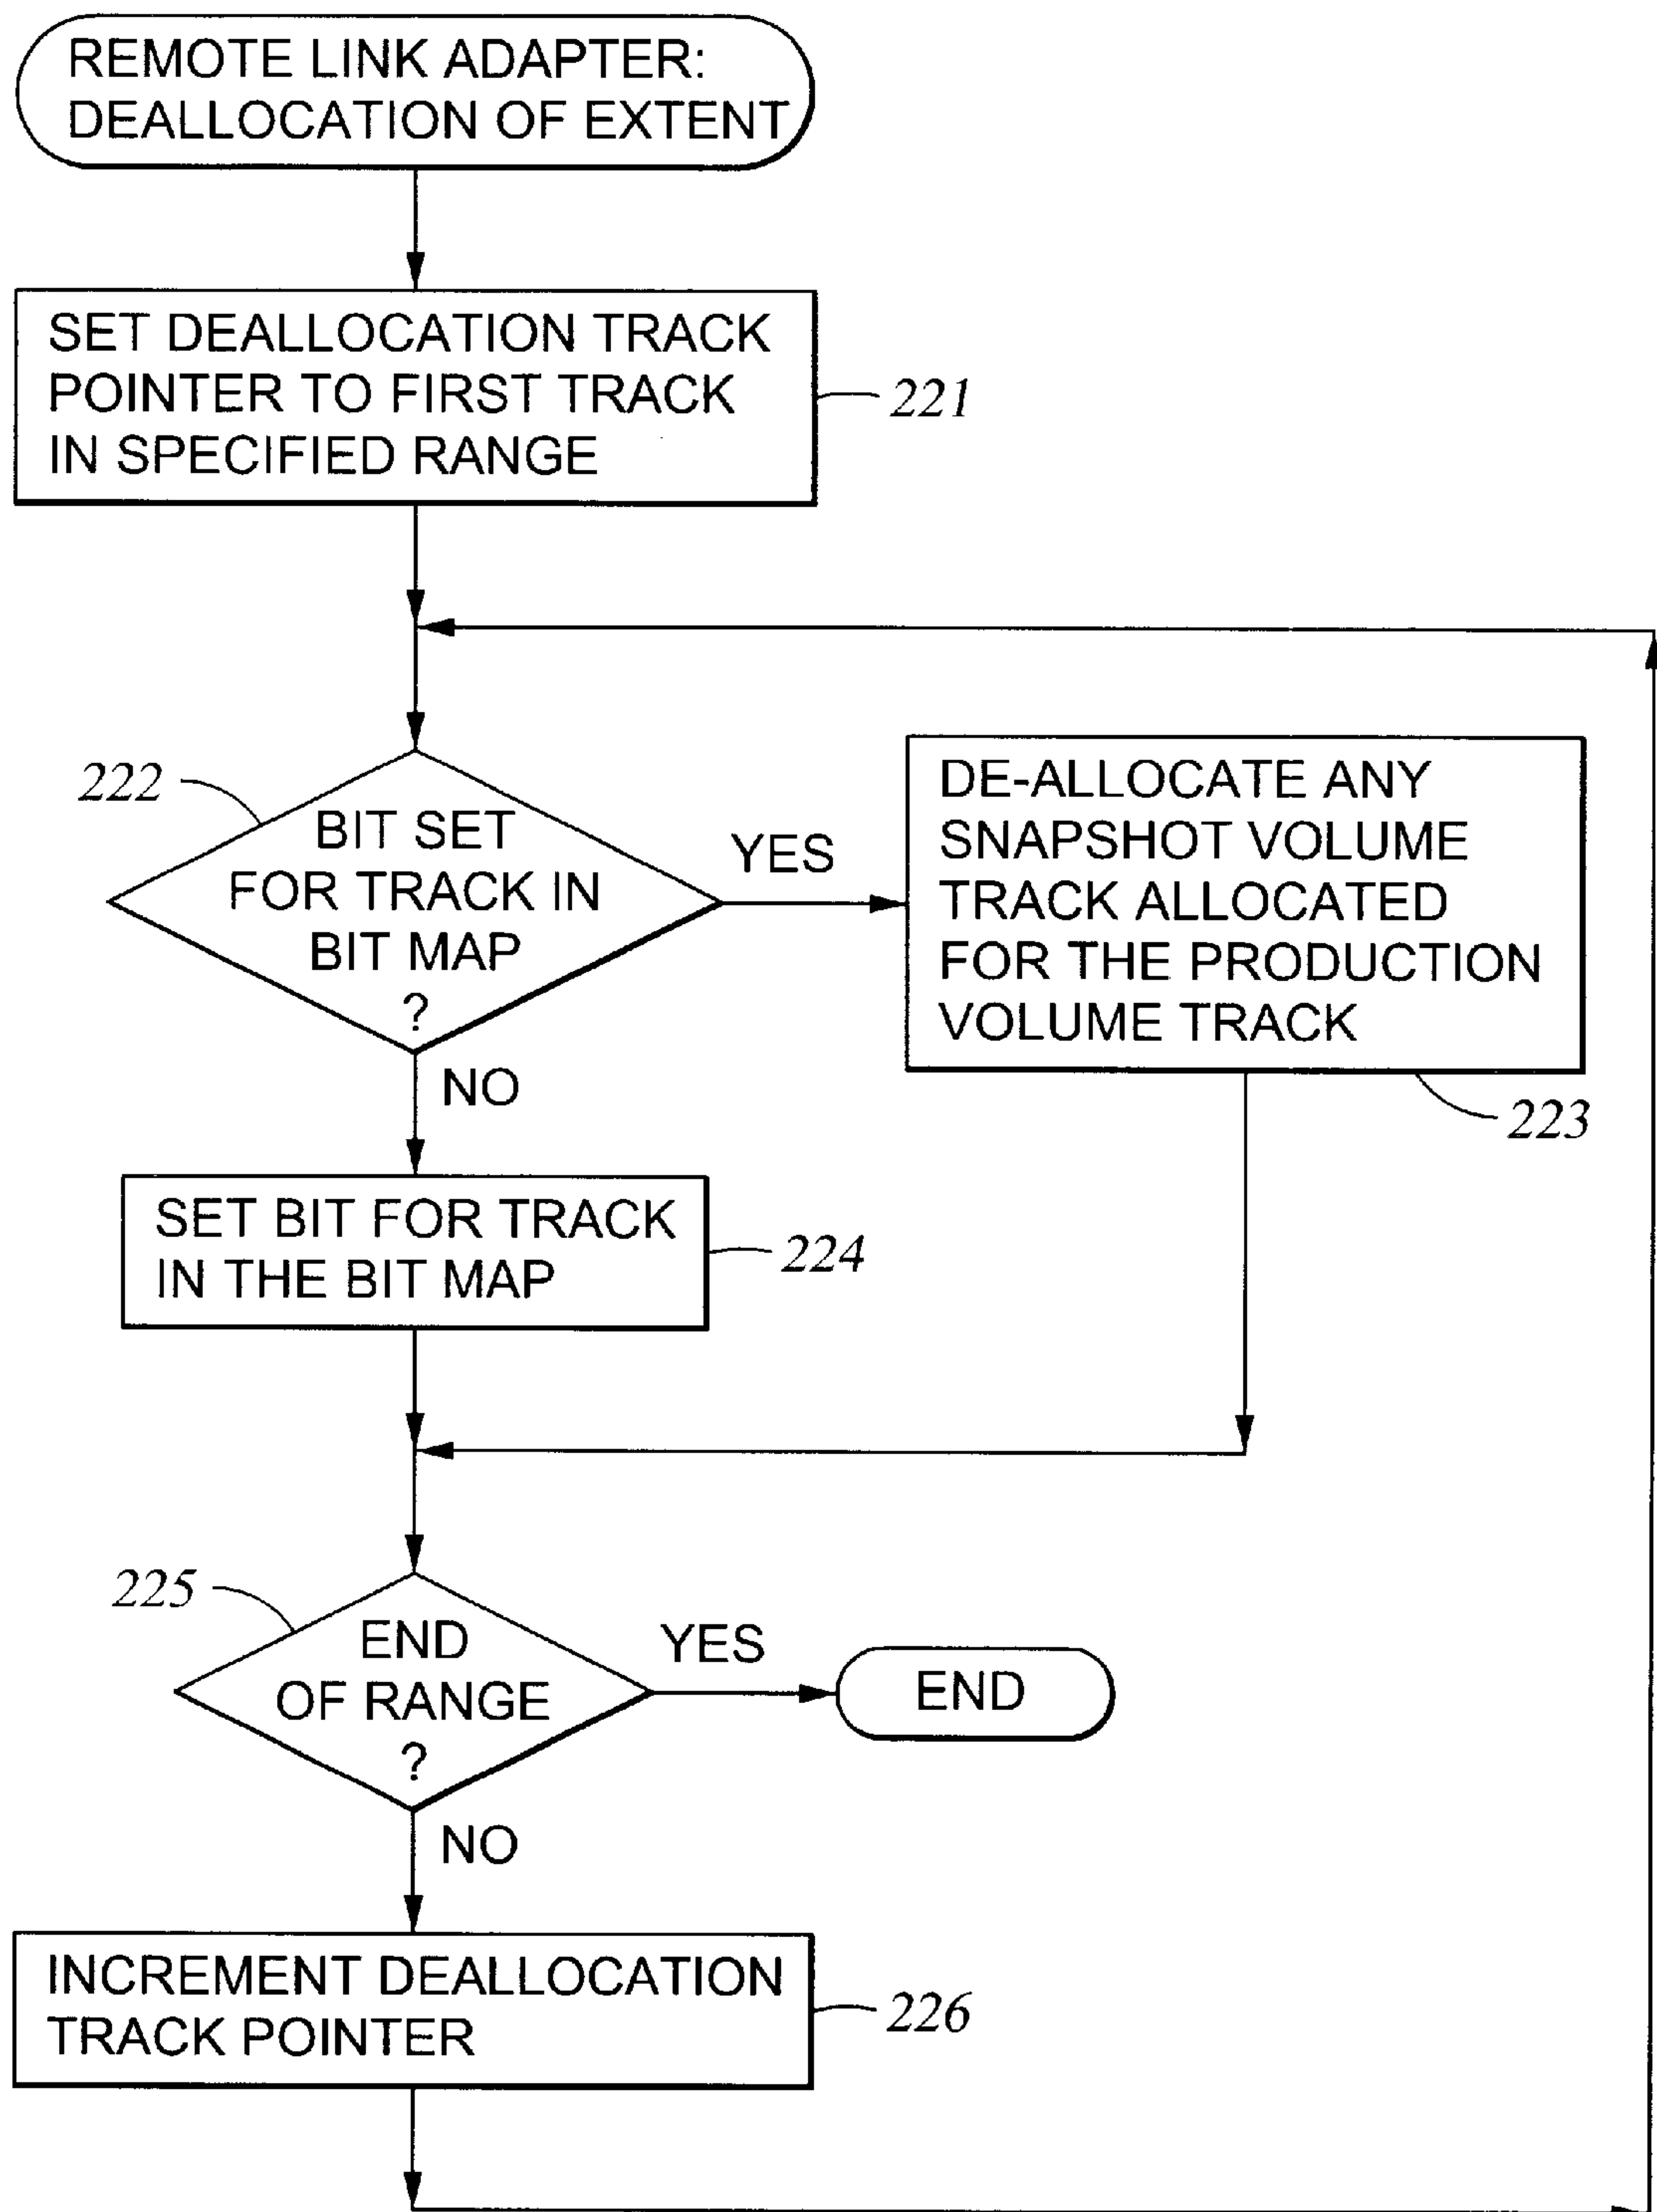 REMOTE LINK ADAPTER:
DEALLOCATION OF EXTENT
SET DEALLOCATION TRACK
POINTER TO FIRST TRACK
IN SPECIFIED RANGE
221
222
BIT SET
FOR TRACK IN
BIT MAP
?
YES
DE-ALLOCATE ANY
SNAPSHOT VOLUME
TRACK ALLOCATED
FOR THE PRODUCTION
VOLUME TRACK
223
NO
SET BIT FOR TRACK
IN THE BIT MAP
224
225
END
OF RANGE
?
YES
END
NO
INCREMENT DEALLOCATION
TRACK POINTER
226